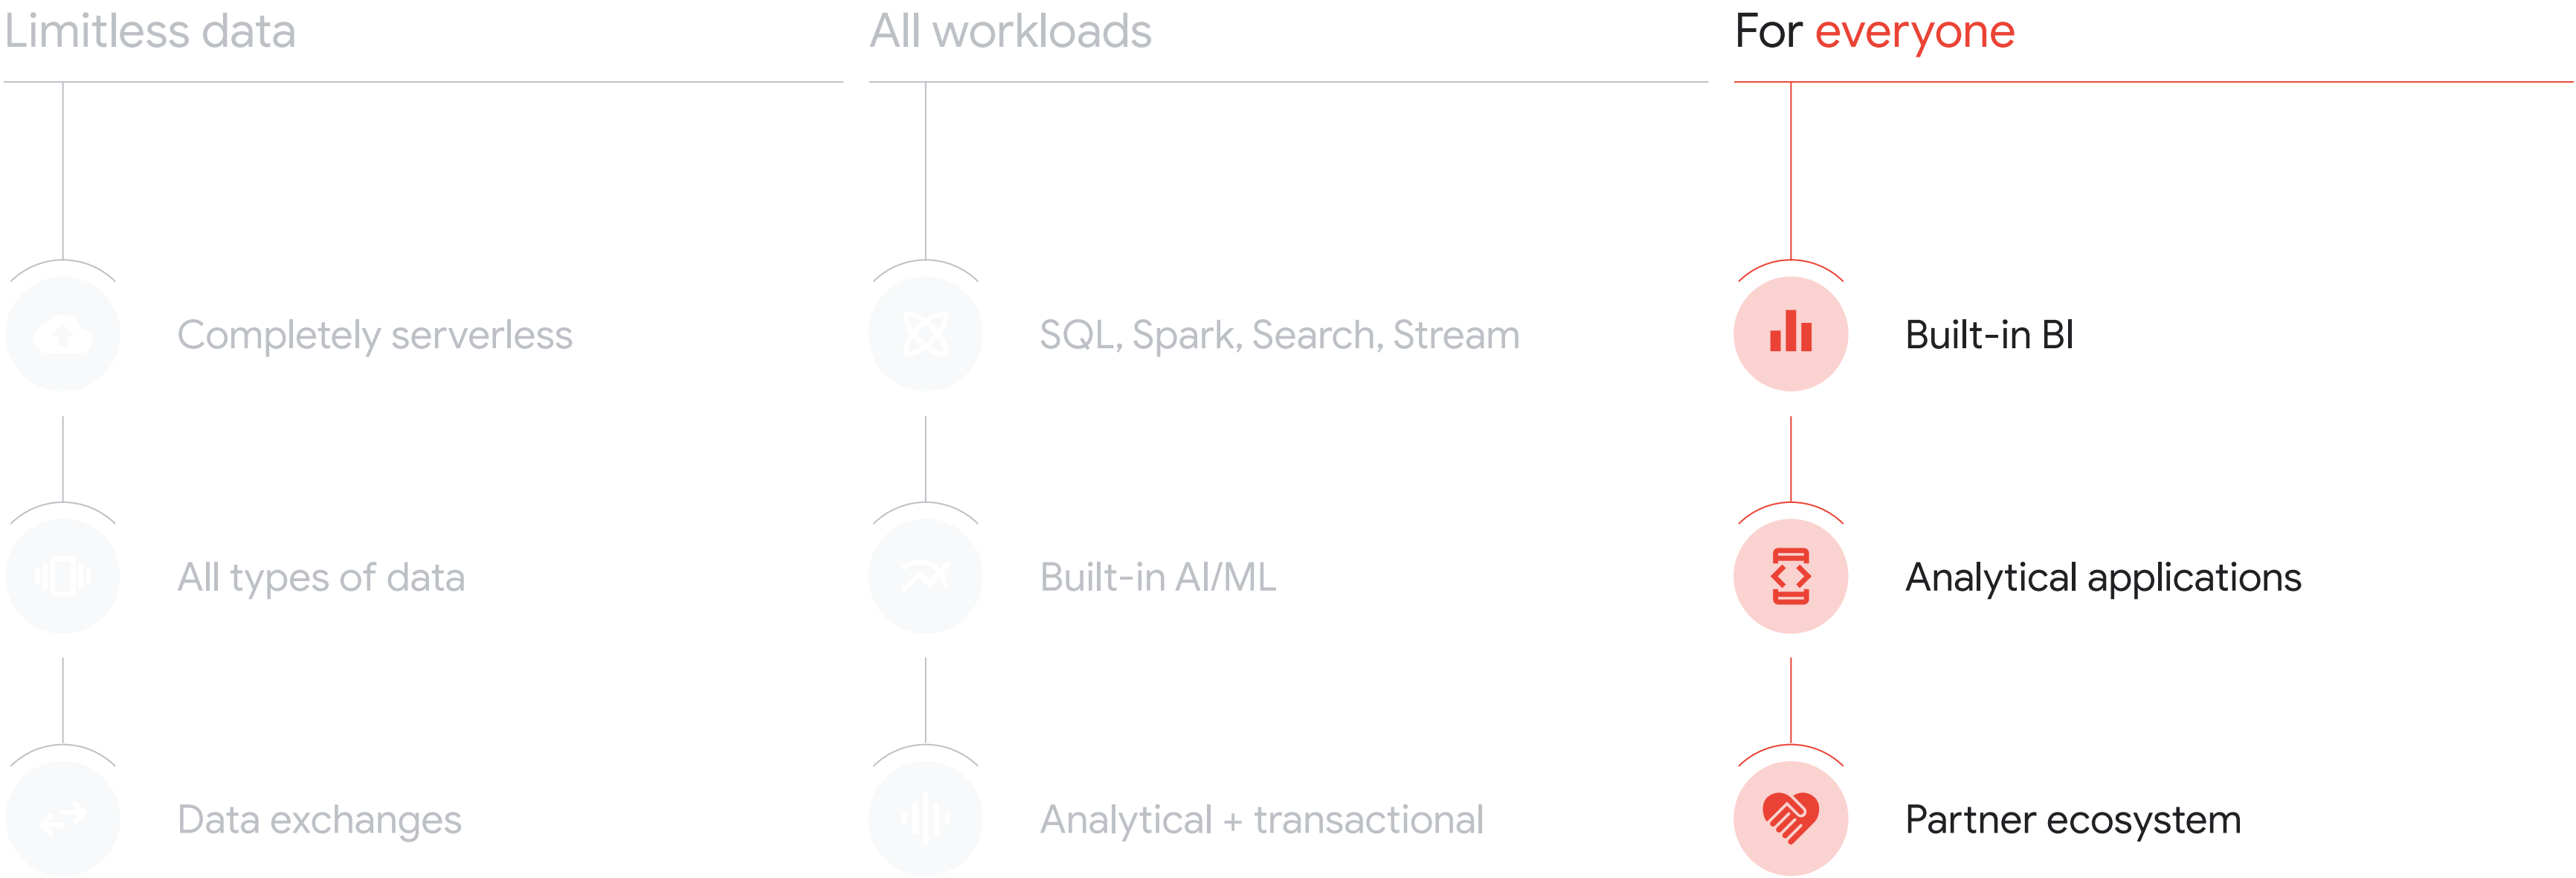 Limitless data
Completely serverless
All types of data
Data exchanges
All workloads
SQL, Spark, Search, Stream
Built-in AI/ML
Analytical + transactional
For everyone
Built-in BI
Analytical applications
Partner ecosystem